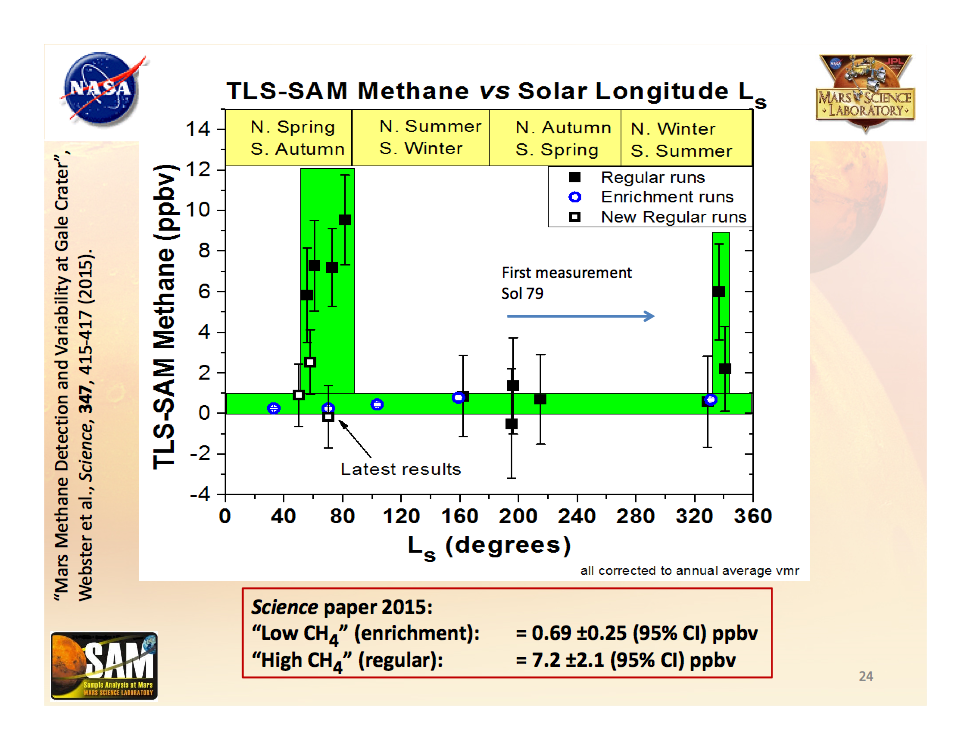 NASA
JPL
MARS SCIENCE
LABORATORY
TLS-SAM Methane vs Solar Longitude Ls
N. Spring
S. Autumn
N. Summer
S. Winter
N. Autumn
S. Spring
N. Winter
S. Summer
Regular runs
Enrichment runs
New Regular runs
First measurement
Sol 79
Latest results
TLS-SAM Methane (ppbv)
14
12
10
8
6
4
2
0
-2
-4
0 40 80 120 160 200 240 280 320 360
Ls (degrees)
all corrected to annual average vmr
"Mars Methane Detection and Variability at Gale Crater",
Webster et al., Science, 347, 415-417 (2015).
Science paper 2015:
"Low CH4" (enrichment): = 0.69 ±0.25 (95% CI) ppbv
"High CH4" (regular): = 7.2 ±2.1 (95% CI) ppbv
SAM
Sample Analysis at Mars
MARS SCIENCE LABORATORY
24